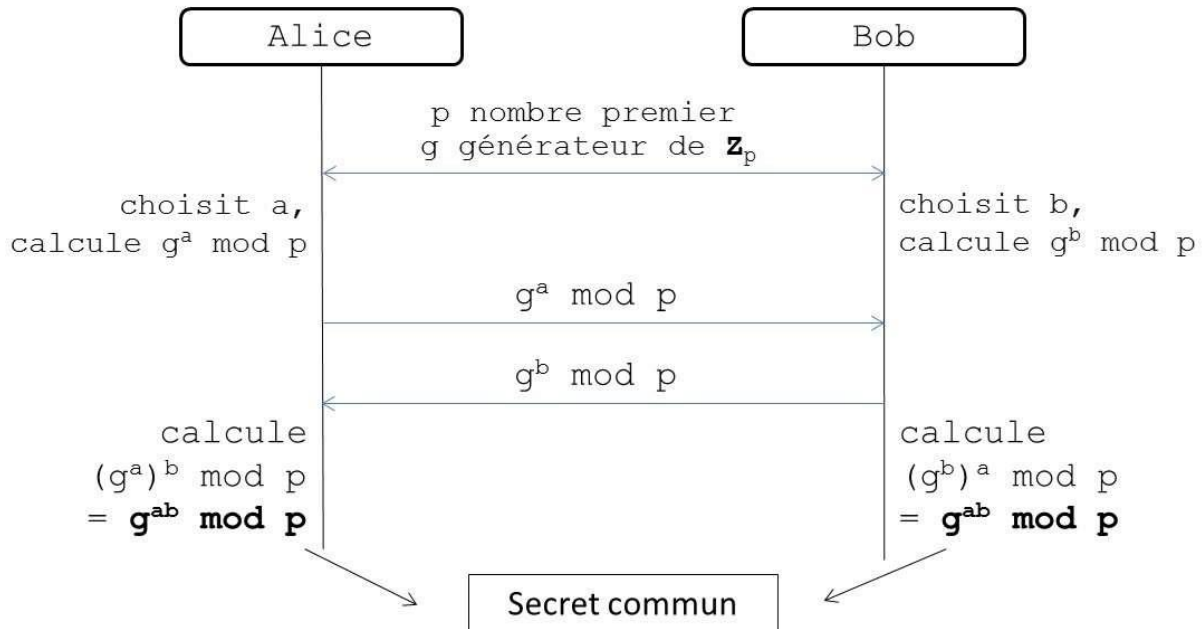 Alice
Bob
p nombre premier
g générateur de Zₚ
choisit a,
calcule gᵃ mod p
choisit b,
calcule gᵇ mod p
gᵃ mod p
gᵇ mod p
calcule
(gᵃ)ᵇ mod p
= gᵃᵇ mod p
calcule
(gᵇ)ᵃ mod p
= gᵃᵇ mod p
Secret commun